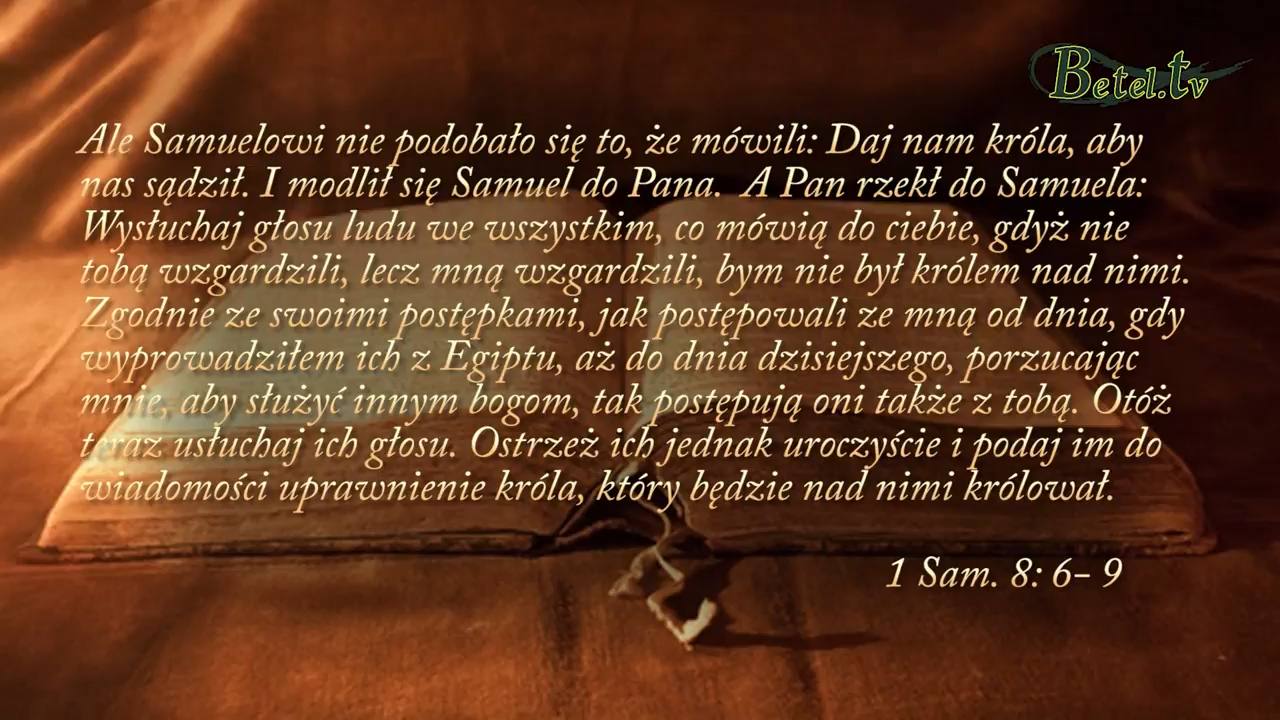 Betel.tv
Ale Samuelowi nie podobało się to, że mówili: Daj nam króla, aby
nas sądził. I modlił się Samuel do Pana. A Pan rzekł do Samuela:
Wysłuchaj głosu ludu we wszystkim, co mówią do ciebie, gdyż nie
tobą wzgardzili, lecz mną wzgardzili, bym nie był królem nad nimi.
Zgodnie ze swoimi postępkami, jak postępowali ze mną od dnia, gdy
wyprowadziłem ich z Egiptu, aż do dnia dzisiejszego, porzucając
mnie, aby służyć innym bogom, tak postępują oni także z tobą. Otóż
teraz usłuchaj ich głosu. Ostrzeż ich jednak uroczyście i podaj im do
wiadomości uprawnienie króla, który będzie nad nimi królował.
1 Sam. 8: 6– 9